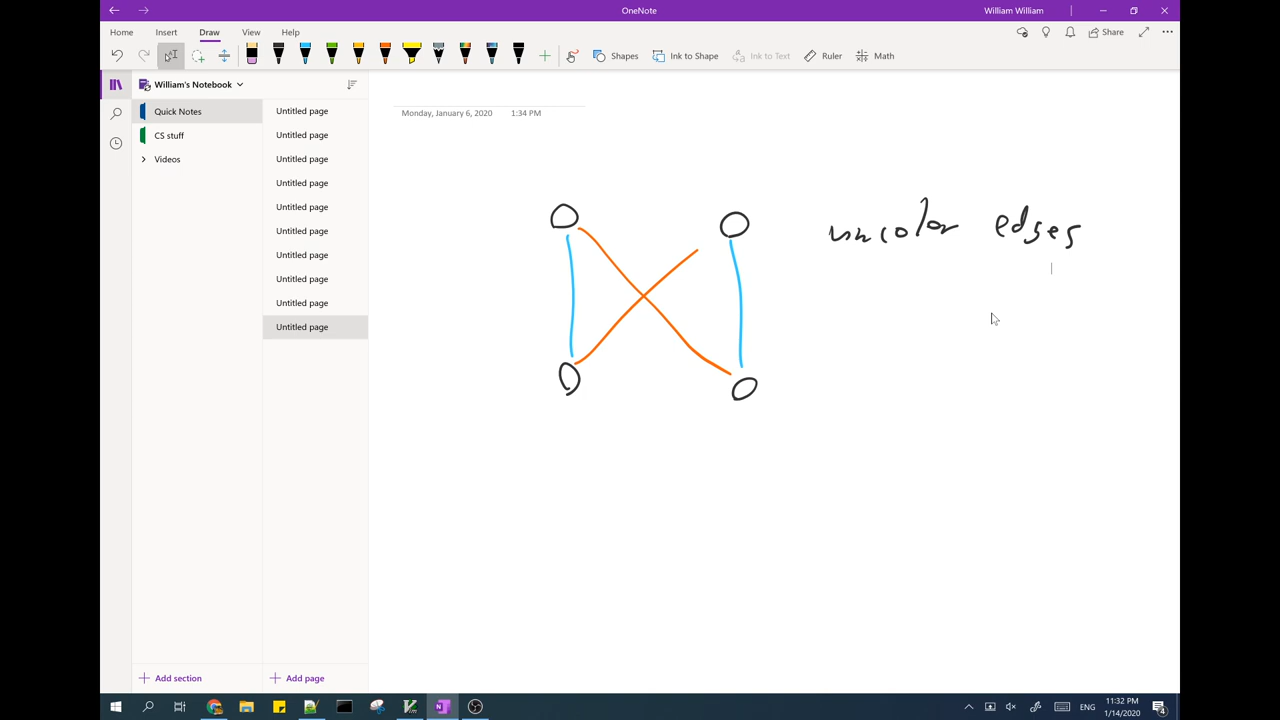 OneNote
William William
Home Insert Draw View Help
Share
Shapes Ink to Shape Ink to Text Ruler Math
William's Notebook
Quick Notes
CS stuff
Videos
Untitled page
Untitled page
Untitled page
Untitled page
Untitled page
Untitled page
Untitled page
Untitled page
Untitled page
Untitled page
Monday, January 6, 2020 1:34 PM
uncolor edges
Add section
Add page
ENG
11:32 PM
1/14/2020
4